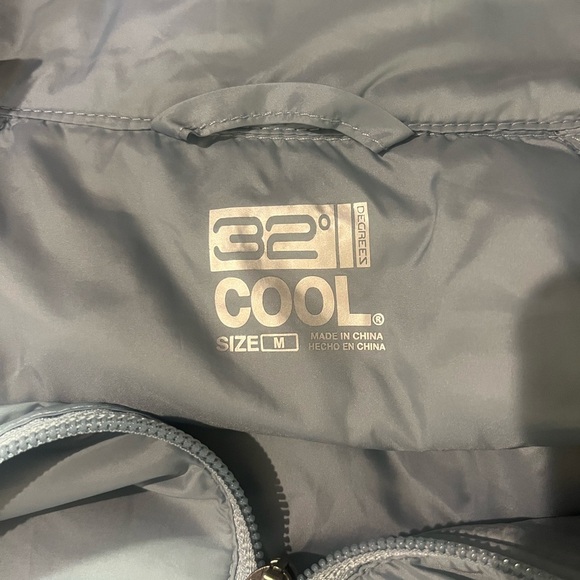 32° DEGREES
COOL®
SIZE M
MADE IN CHINA
HECHO EN CHINA